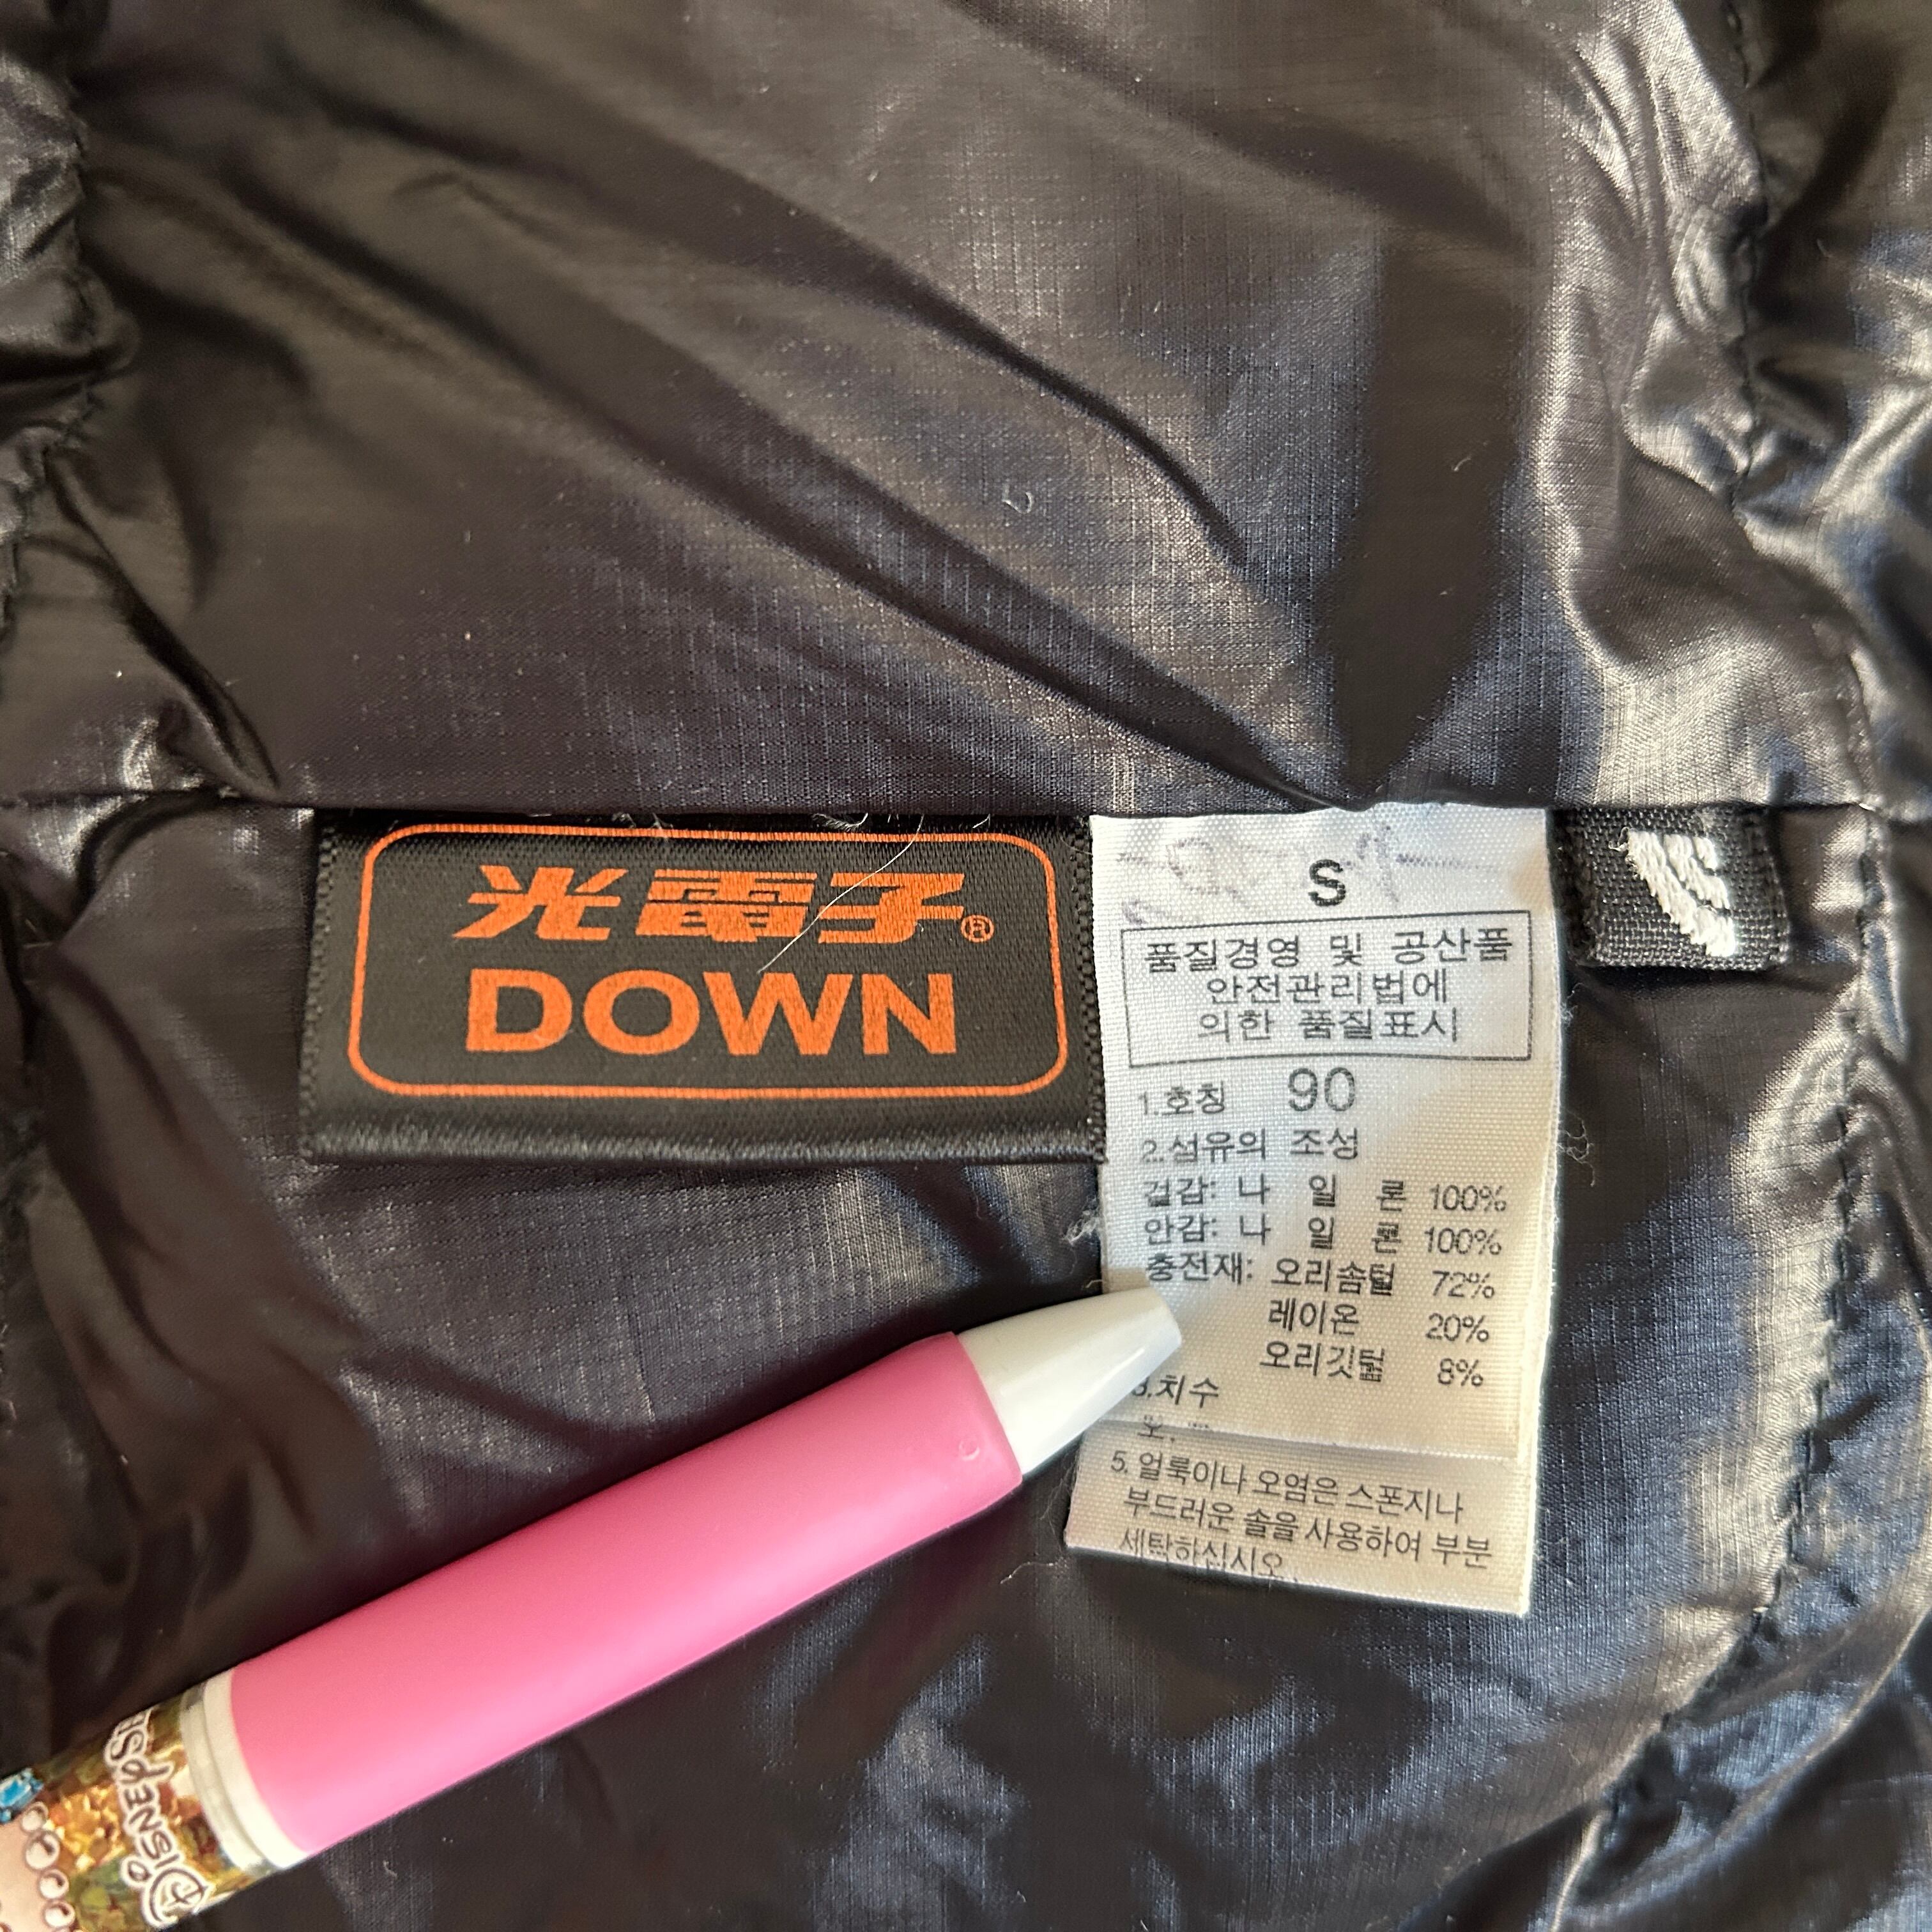 光電子®
DOWN
S
품질경영 및 공산품
안전관리법에
의한 품질표시
1.호칭 90
2.섬유의 조성
겉감: 나 일 론 100%
안감: 나 일 론 100%
충전재: 오리솜털 72%
레이온 20%
오리깃털 8%
3.치수
5. 얼룩이나 오염은 스폰지나
부드러운 솔을 사용하여 부분
세탁하십시오.
DISNEPSE